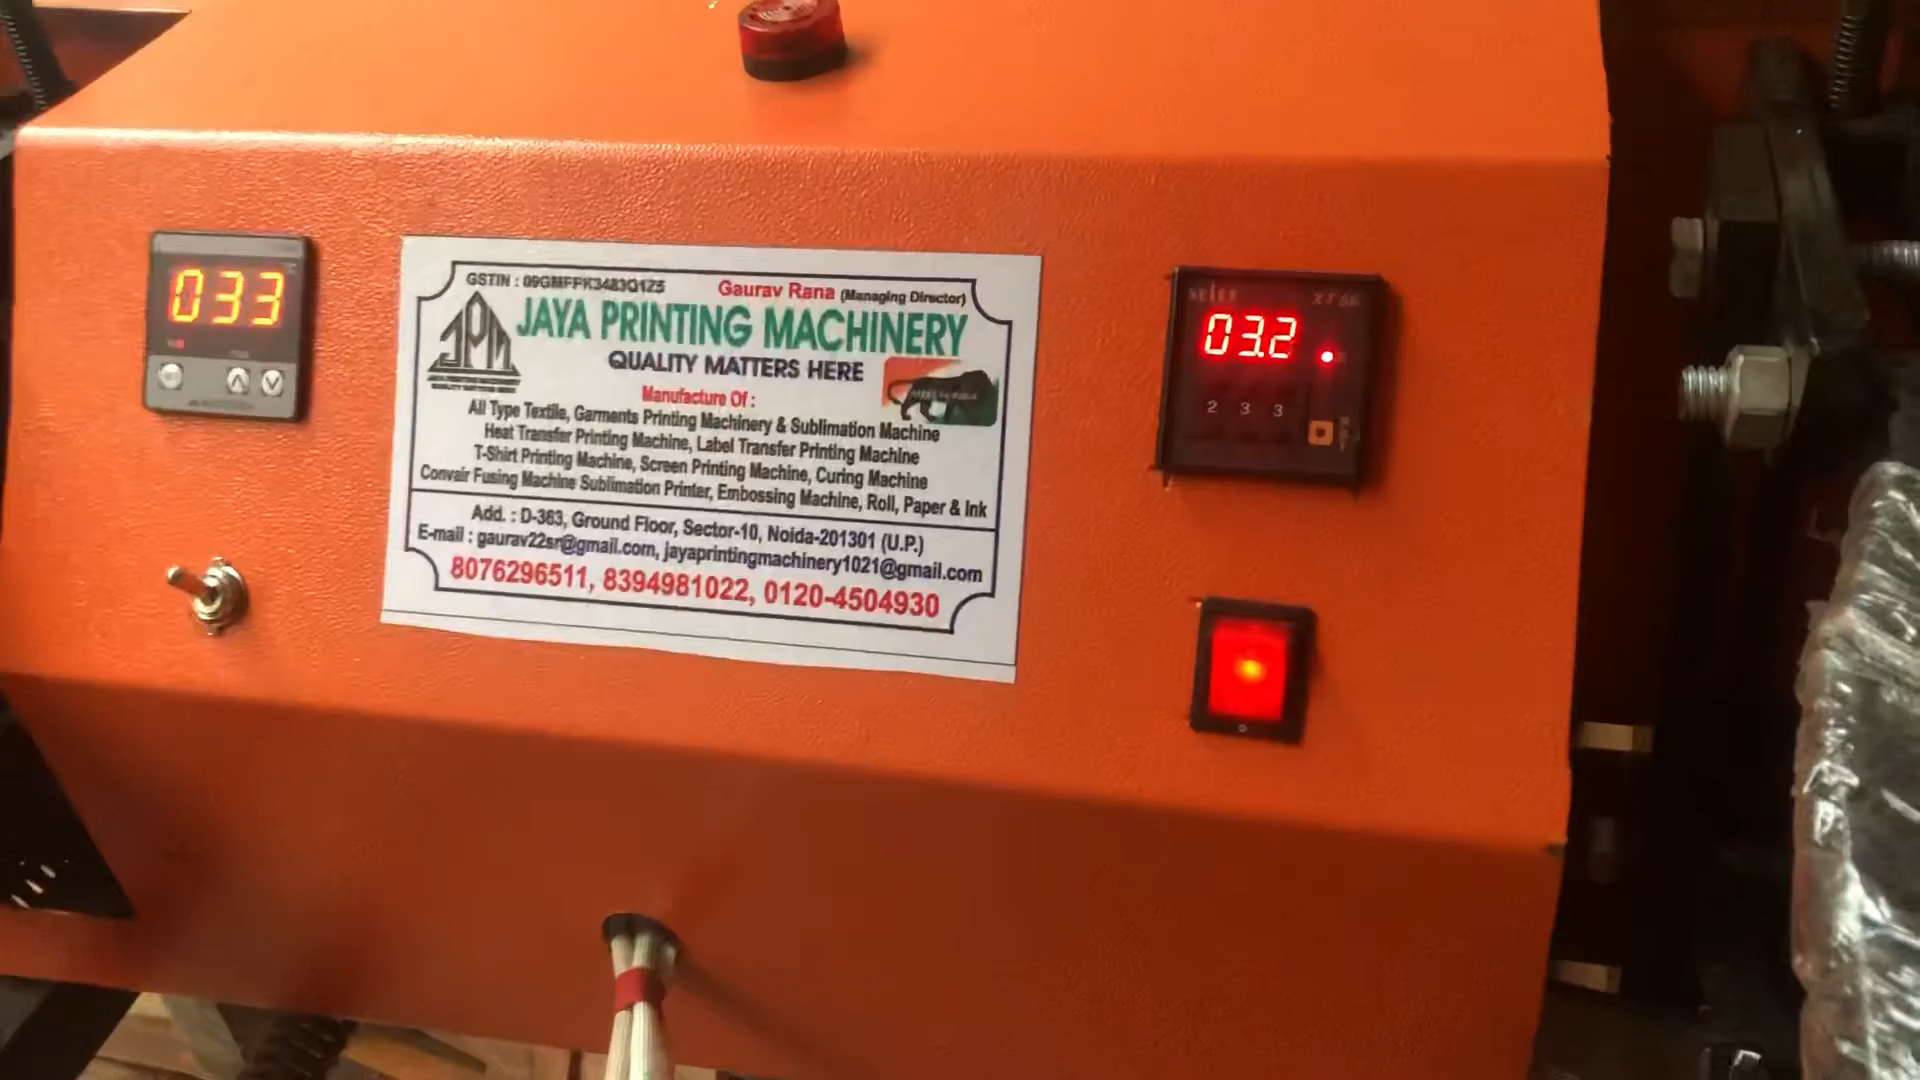 033
GSTIN :
Gaurav Rana (Managing Director)
JPM
JAYA PRINTING MACHINERY
QUALITY MATTERS HERE
Manufacture Of :
All Type Textile, Garments Printing Machinery & Sublimation Machine
Heat Transfer Printing Machine, Label Transfer Printing Machine
T-Shirt Printing Machine, Screen Printing Machine, Curing Machine
Convair Fusing Machine Sublimation Printer, Embossing Machine, Roll, Paper & Ink
Add. : D-363, Ground Floor, Sector-10, Noida-201301 (U.P.)
E-mail : gaurav22sr@gmail.com, jayaprintingmachinery1021@gmail.com
8076296511, 8394981022, 0120-4504930
03.2
2 3 3